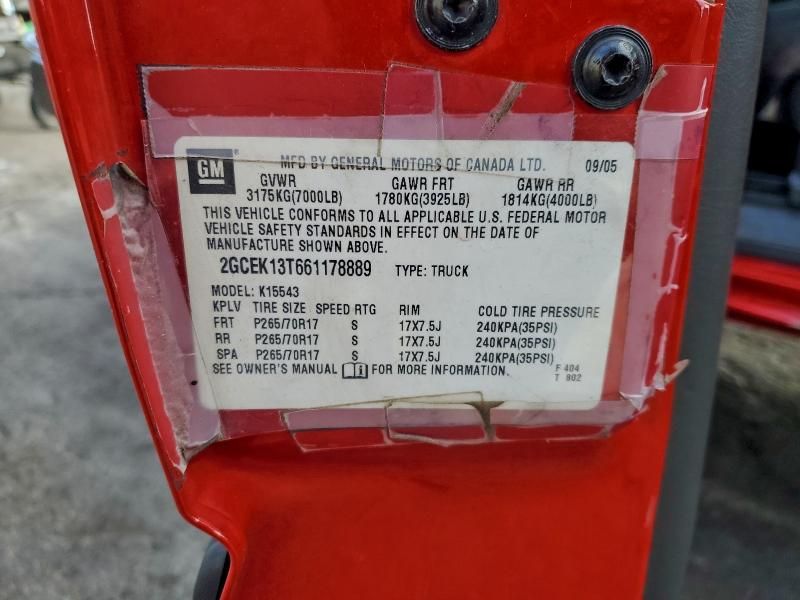 GM
MFD BY GENERAL MOTORS OF CANADA LTD. 09/05
GVWR GAWR FRT GAWR RR
3175KG(7000LB) 1780KG(3925LB) 1814KG(4000LB)
THIS VEHICLE CONFORMS TO ALL APPLICABLE U.S. FEDERAL MOTOR
VEHICLE SAFETY STANDARDS IN EFFECT ON THE DATE OF
MANUFACTURE SHOWN ABOVE.
2GCEK13T661178889 TYPE: TRUCK
MODEL: K15543
KPLV TIRE SIZE SPEED RTG RIM COLD TIRE PRESSURE
FRT P265/70R17 S 17X7.5J 240KPA(35PSI)
RR P265/70R17 S 17X7.5J 240KPA(35PSI)
SPA P265/70R17 S 17X7.5J 240KPA(35PSI)
SEE OWNER'S MANUAL FOR MORE INFORMATION. F 404
T 802